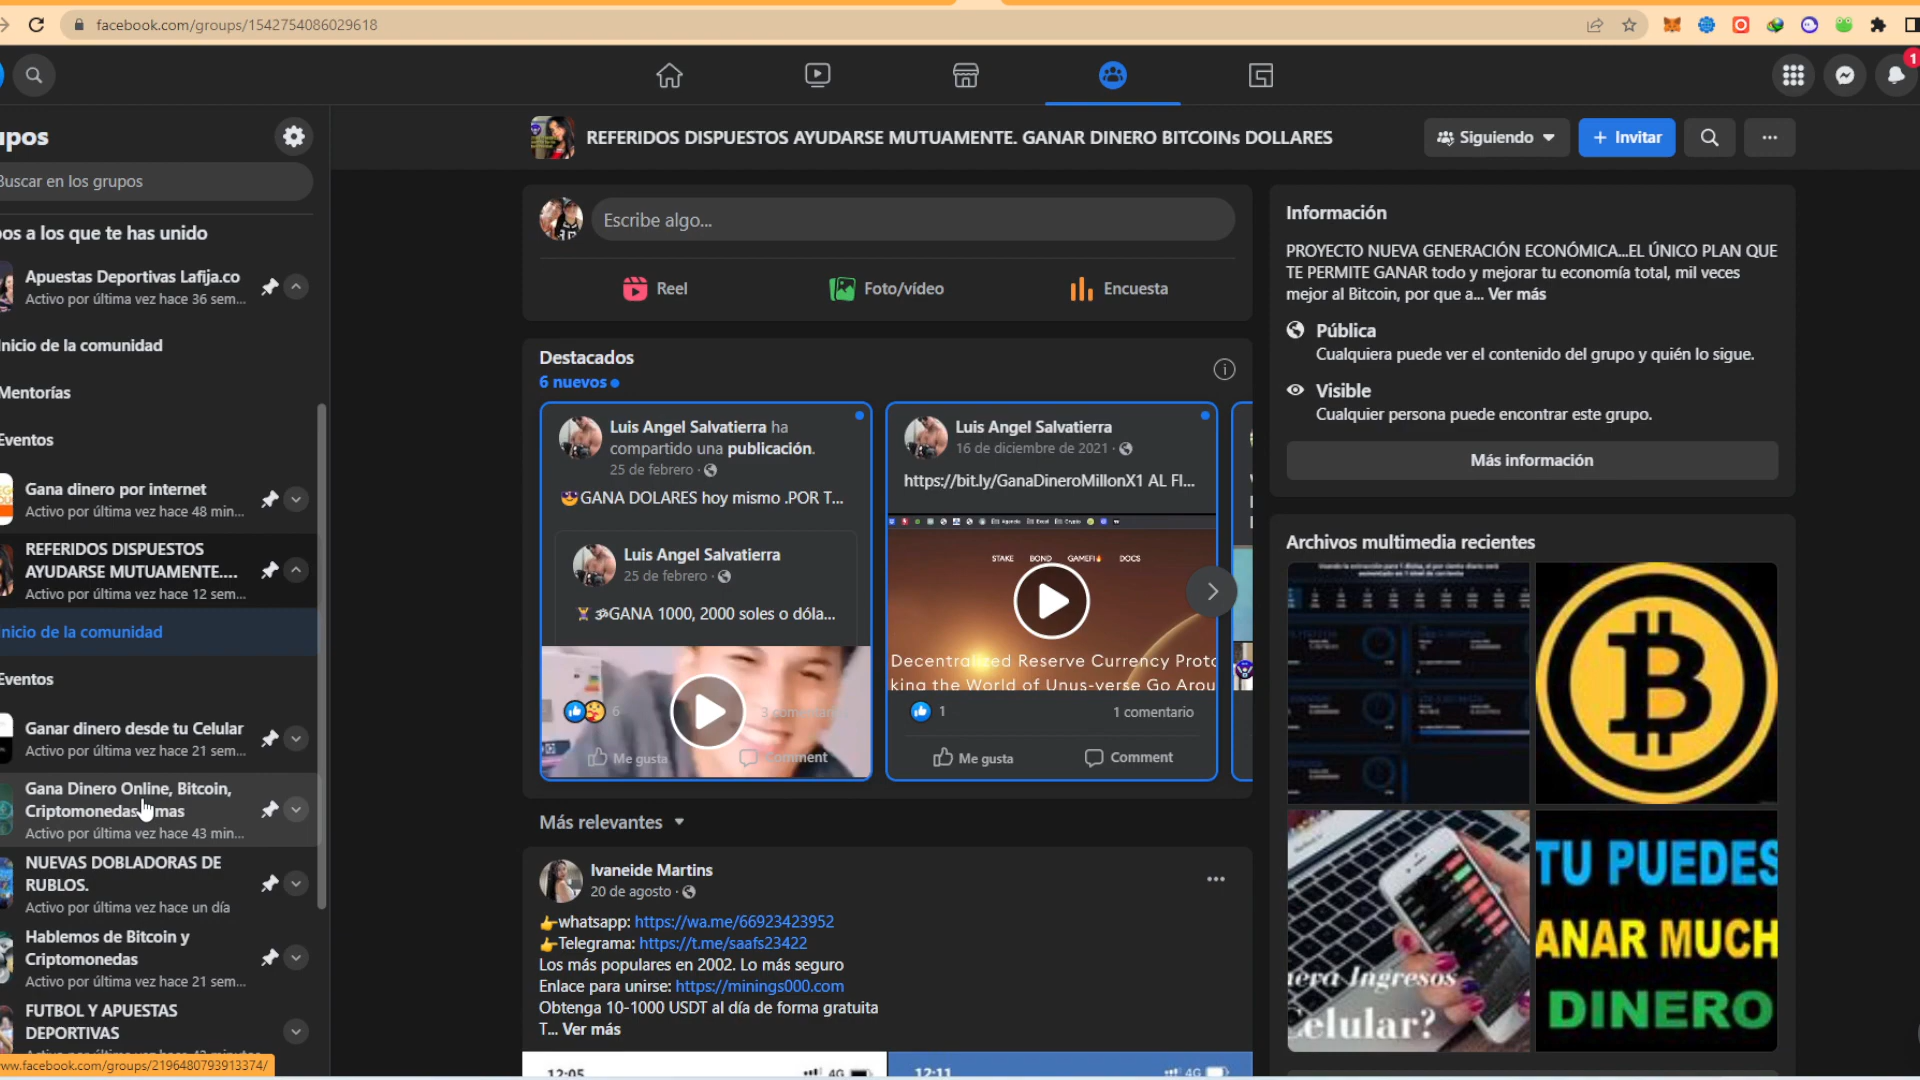 facebook.com/groups/1542754086029618
1
upos
Buscar en los grupos
pos a los que te has unido
Apuestas Deportivas Lafija.co
Activo por última vez hace 36 sem...
Inicio de la comunidad
Mentorías
Eventos
Gana dinero por internet
Activo por última vez hace 48 min...
REFERIDOS DISPUESTOS
AYUDARSE MUTUAMENTE....
Activo por última vez hace 12 sem...
Inicio de la comunidad
Eventos
Ganar dinero desde tu Celular
Activo por última vez hace 21 sem...
Gana Dinero Online, Bitcoin,
Criptomonedas mas
Activo por última vez hace 43 min...
NUEVAS DOBLADORAS DE
RUBLOS.
Activo por última vez hace un día
Hablemos de Bitcoin y
Criptomonedas
Activo por última vez hace 21 sem...
FUTBOL Y APUESTAS
DEPORTIVAS
ww.facebook.com/groups/2196480793913374/
REFERIDOS DISPUESTOS AYUDARSE MUTUAMENTE. GANAR DINERO BITCOINs DOLLARES
Siguiendo
+ Invitar
Escribe algo...
Reel
Foto/vídeo
Encuesta
Destacados
6 nuevos
Luis Angel Salvatierra ha
compartido una publicación.
25 de febrero
GANA DOLARES hoy mismo .POR T...
Luis Angel Salvatierra
25 de febrero
GANA 1000, 2000 soles o dóla...
6
3 comentarios
Me gusta
Comment
Luis Angel Salvatierra
16 de diciembre de 2021
https://bit.ly/GanaDineroMillonX1 AL FI...
STAKE BOND GAMEFI DOCS
Decentralized Reserve Currency Proto
king the World of Unus-verse Go Arou
1
1 comentario
Me gusta
Comment
Más relevantes
Ivaneide Martins
20 de agosto
whatsapp: https://wa.me/66923423952
Telegrama: https://t.me/saafs23422
Los más populares en 2002. Lo más seguro
Enlace para unirse: https://minings000.com
Obtenga 10-1000 USDT al día de forma gratuita
T... Ver más
12:05
4G
12:11
4G
Información
PROYECTO NUEVA GENERACIÓN ECONÓMICA...EL ÚNICO PLAN QUE
TE PERMITE GANAR todo y mejorar tu economía total, mil veces
mejor al Bitcoin, por que a... Ver más
Pública
Cualquiera puede ver el contenido del grupo y quién lo sigue.
Visible
Cualquier persona puede encontrar este grupo.
Más información
Archivos multimedia recientes
nera Ingresos
Celular?
TU PUEDES
ANAR MUCH
DINERO